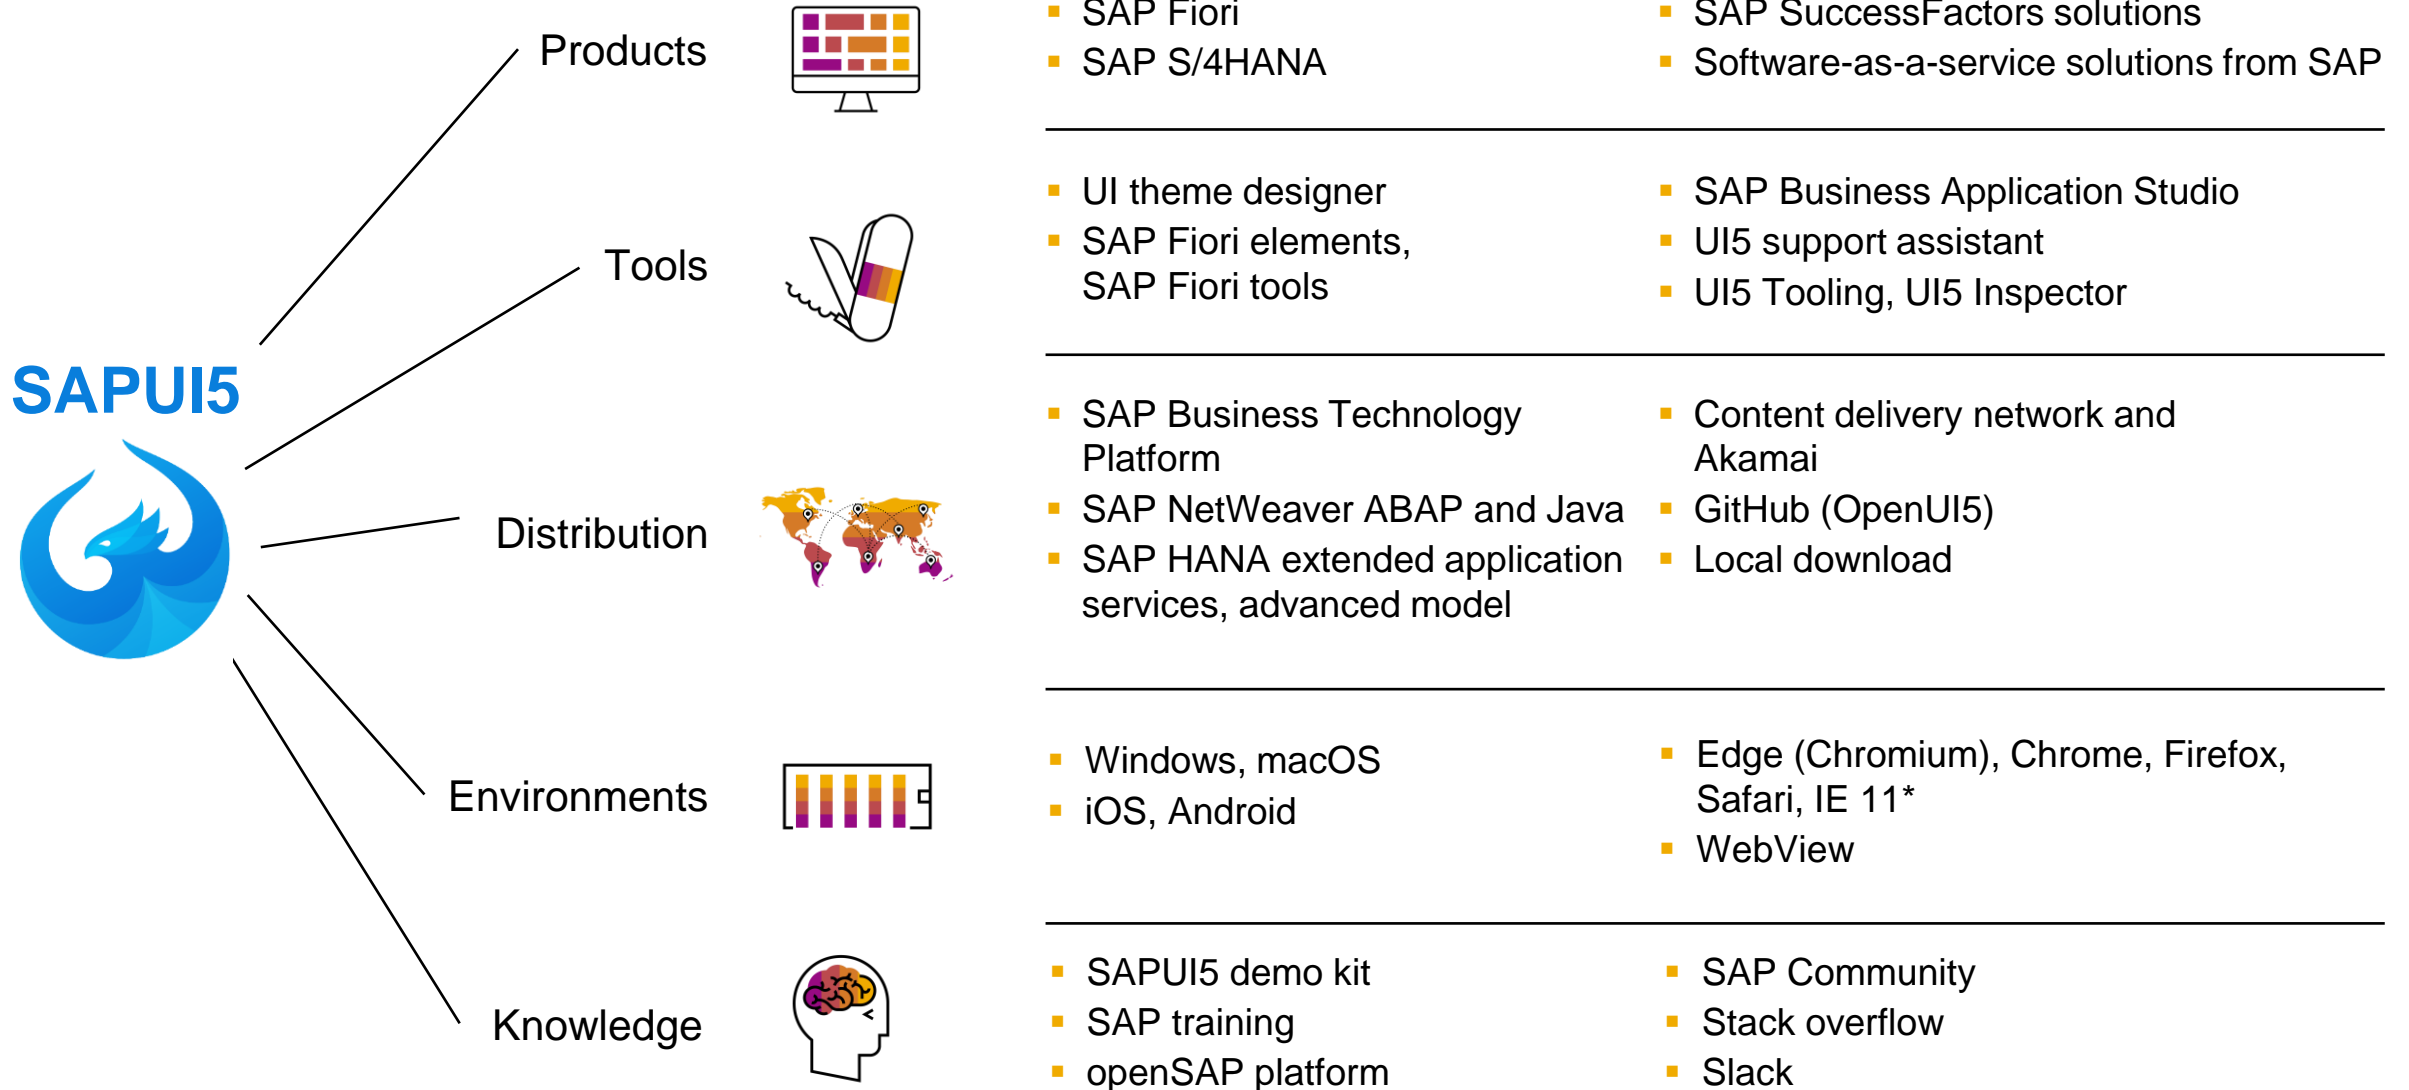 SAPUI5
Products
SAP Fiori
SAP S/4HANA
SAP SuccessFactors solutions
Software-as-a-service solutions from SAP
Tools
UI theme designer
SAP Fiori elements,
SAP Fiori tools
SAP Business Application Studio
UI5 support assistant
UI5 Tooling, UI5 Inspector
Distribution
SAP Business Technology
Platform
SAP NetWeaver ABAP and Java
SAP HANA extended application
services, advanced model
Content delivery network and
Akamai
GitHub (OpenUI5)
Local download
Environments
Windows, macOS
iOS, Android
Edge (Chromium), Chrome, Firefox,
Safari, IE 11*
WebView
Knowledge
SAPUI5 demo kit
SAP training
openSAP platform
SAP Community
Stack overflow
Slack